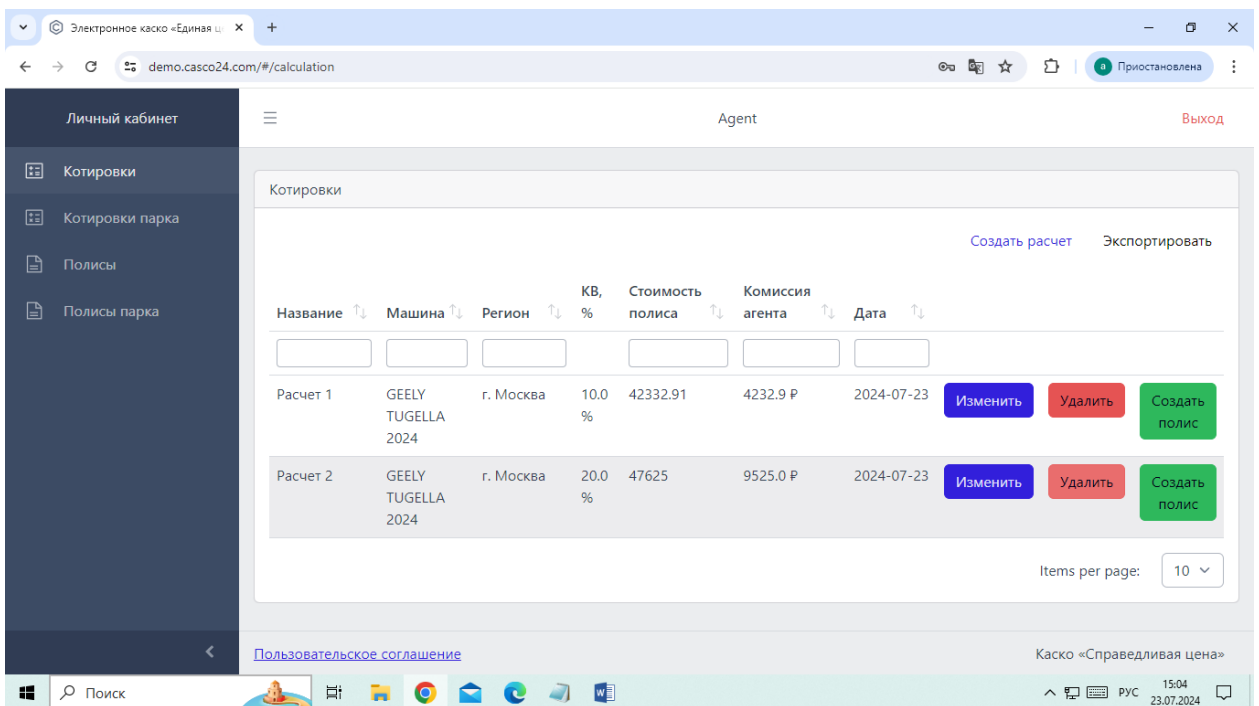 Электронное каско «Единая ц
demo.casco24.com/#/calculation
a Приостановлена
Личный кабинет
Agent
Выход
Котировки
Котировки парка
Полисы
Полисы парка
Котировки
Создать расчет Экспортировать
Название Машина Регион КВ, % Стоимость полиса Комиссия агента Дата
Расчет 1 GEELY TUGELLA 2024 г. Москва 10.0 % 42332.91 4232.9 ₽ 2024-07-23 Изменить Удалить Создать полис
Расчет 2 GEELY TUGELLA 2024 г. Москва 20.0 % 47625 9525.0 ₽ 2024-07-23 Изменить Удалить Создать полис
Items per page: 10
Пользовательское соглашение
Каско «Справедливая цена»
Поиск
РУС
15:04
23.07.2024